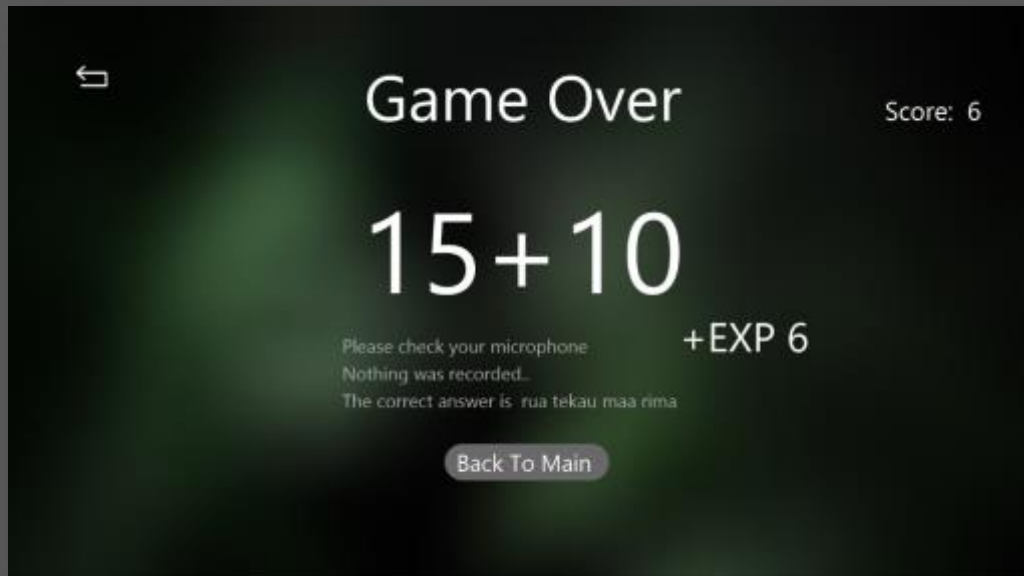 Game Over
Score: 6
15+10
+EXP 6
Please check your microphone
Nothing was recorded..
The correct answer is rua tekau maa rima
Back To Main